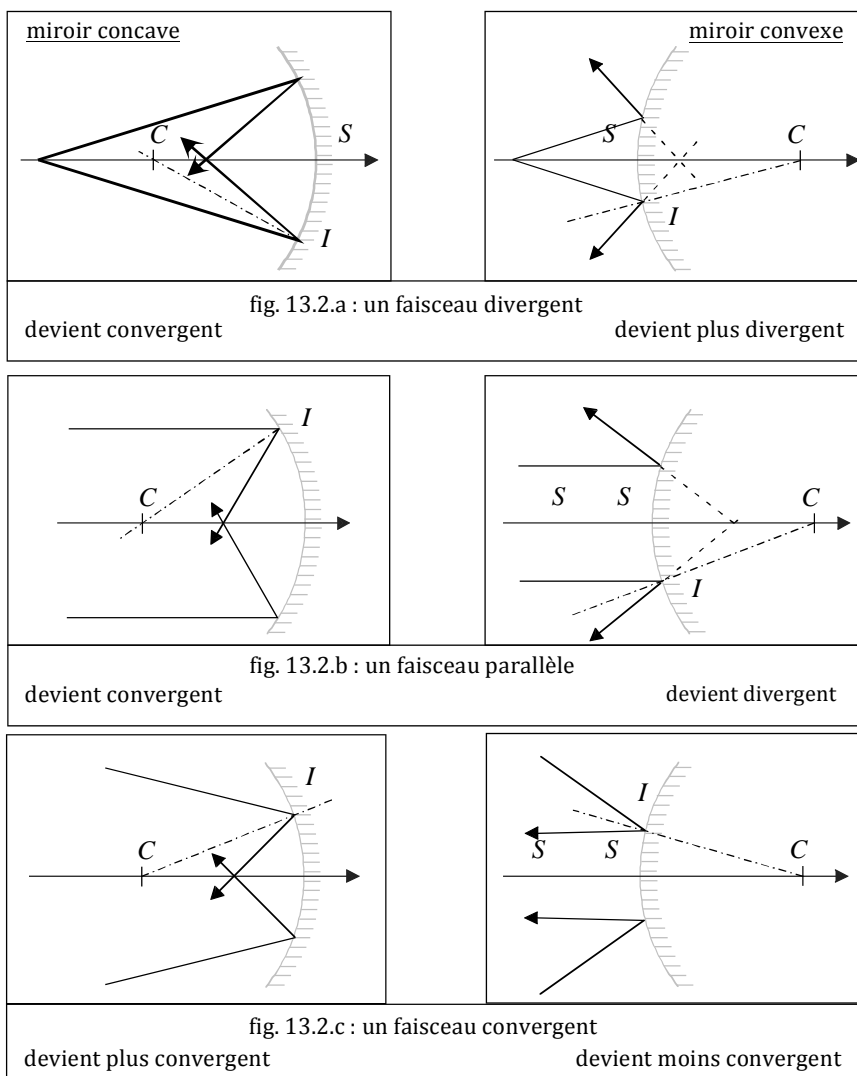 miroir concave
miroir convexe
C
S
I
S
C
I
fig. 13.2.a : un faisceau divergent
devient convergent
devient plus divergent
I
C
S S
C
I
fig. 13.2.b : un faisceau parallèle
devient convergent
devient divergent
I
C
I
S S
C
fig. 13.2.c : un faisceau convergent
devient plus convergent
devient moins convergent